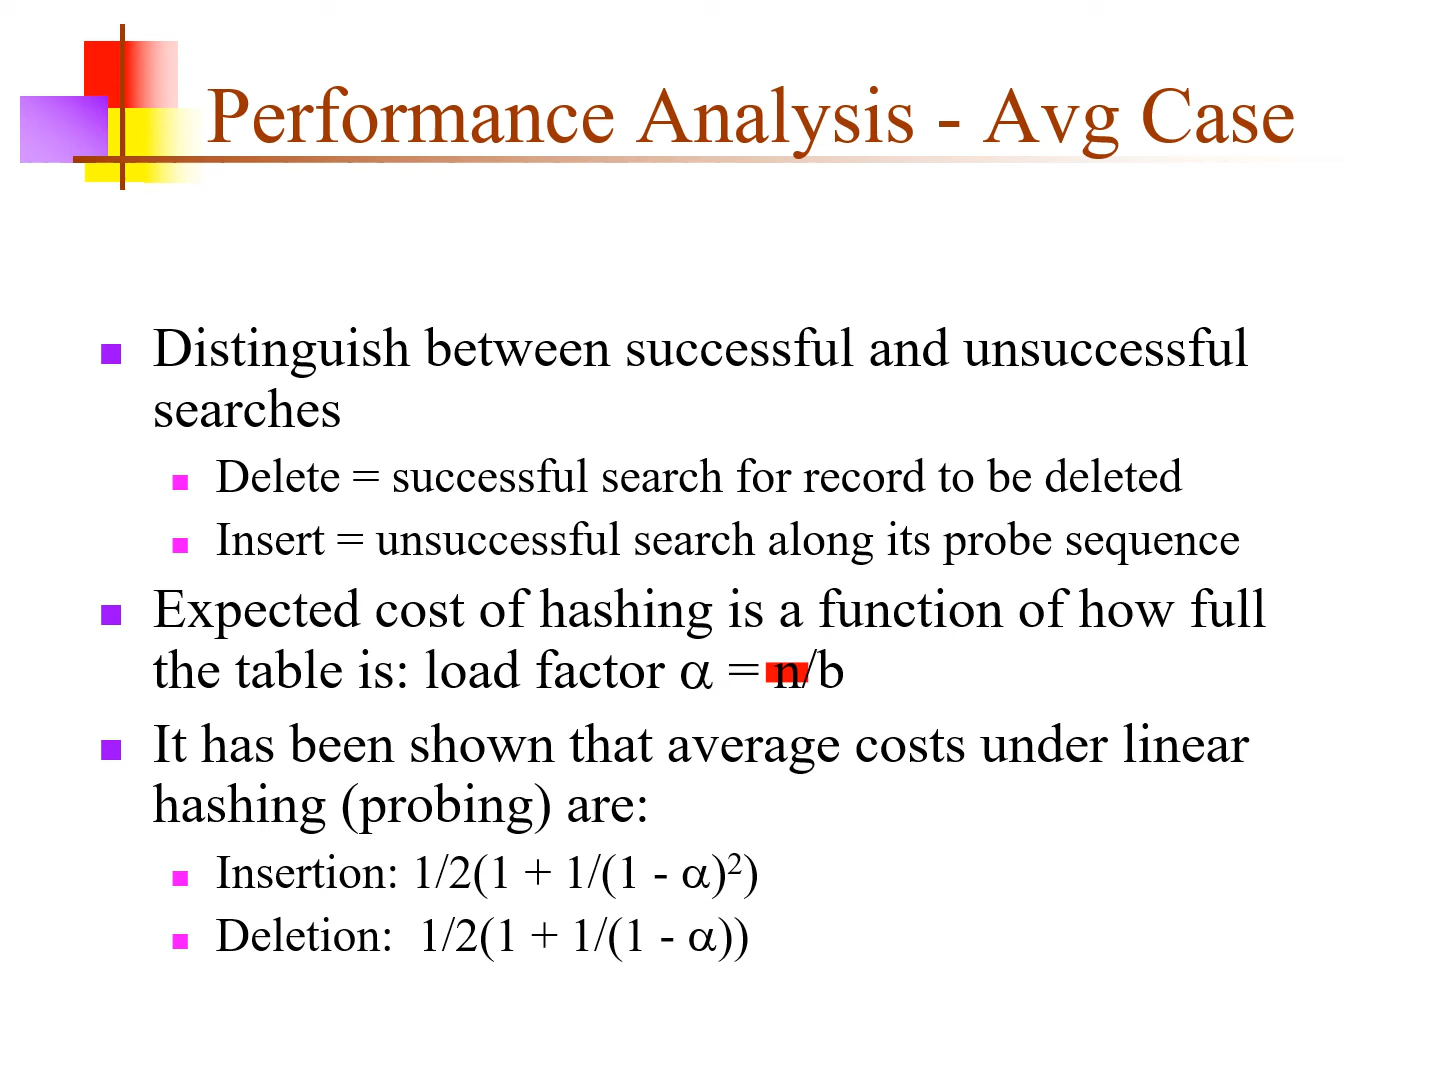 Performance Analysis - Avg Case
Distinguish between successful and unsuccessful
searches
Delete = successful search for record to be deleted
Insert = unsuccessful search along its probe sequence
Expected cost of hashing is a function of how full
the table is: load factor α = n/b
It has been shown that average costs under linear
hashing (probing) are:
Insertion: 1/2(1 + 1/(1 - α)²)
Deletion: 1/2(1 + 1/(1 - α))